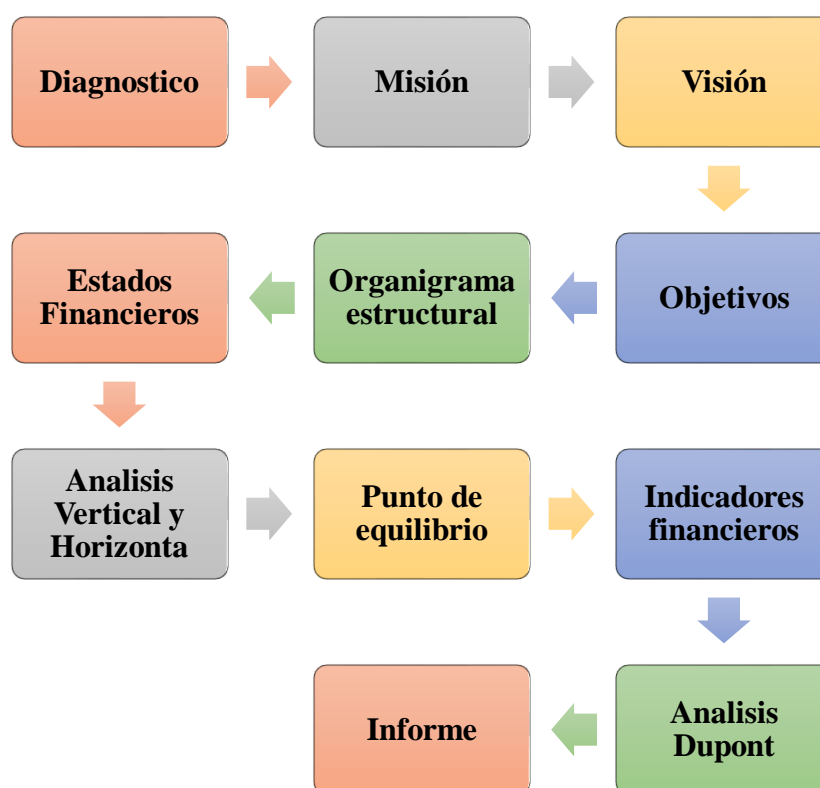 Diagnostico
Misión
Visión
Objetivos
Organigrama
estructural
Estados
Financieros
Analisis
Vertical y
Horizonta
Punto de
equilibrio
Indicadores
financieros
Analisis
Dupont
Informe